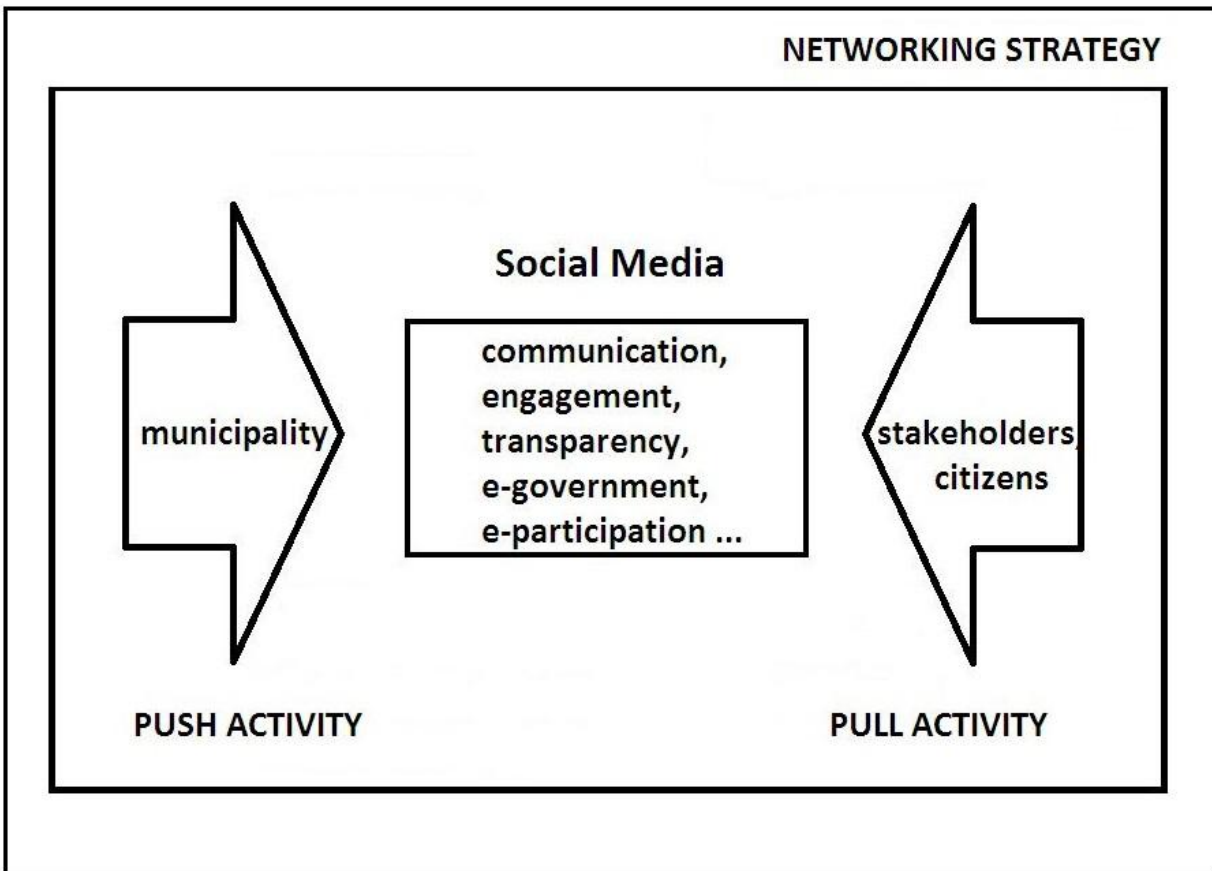 NETWORKING STRATEGY
Social Media
communication,
engagement,
transparency,
e-government,
e-participation ...
municipality
stakeholders,
citizens
PUSH ACTIVITY
PULL ACTIVITY